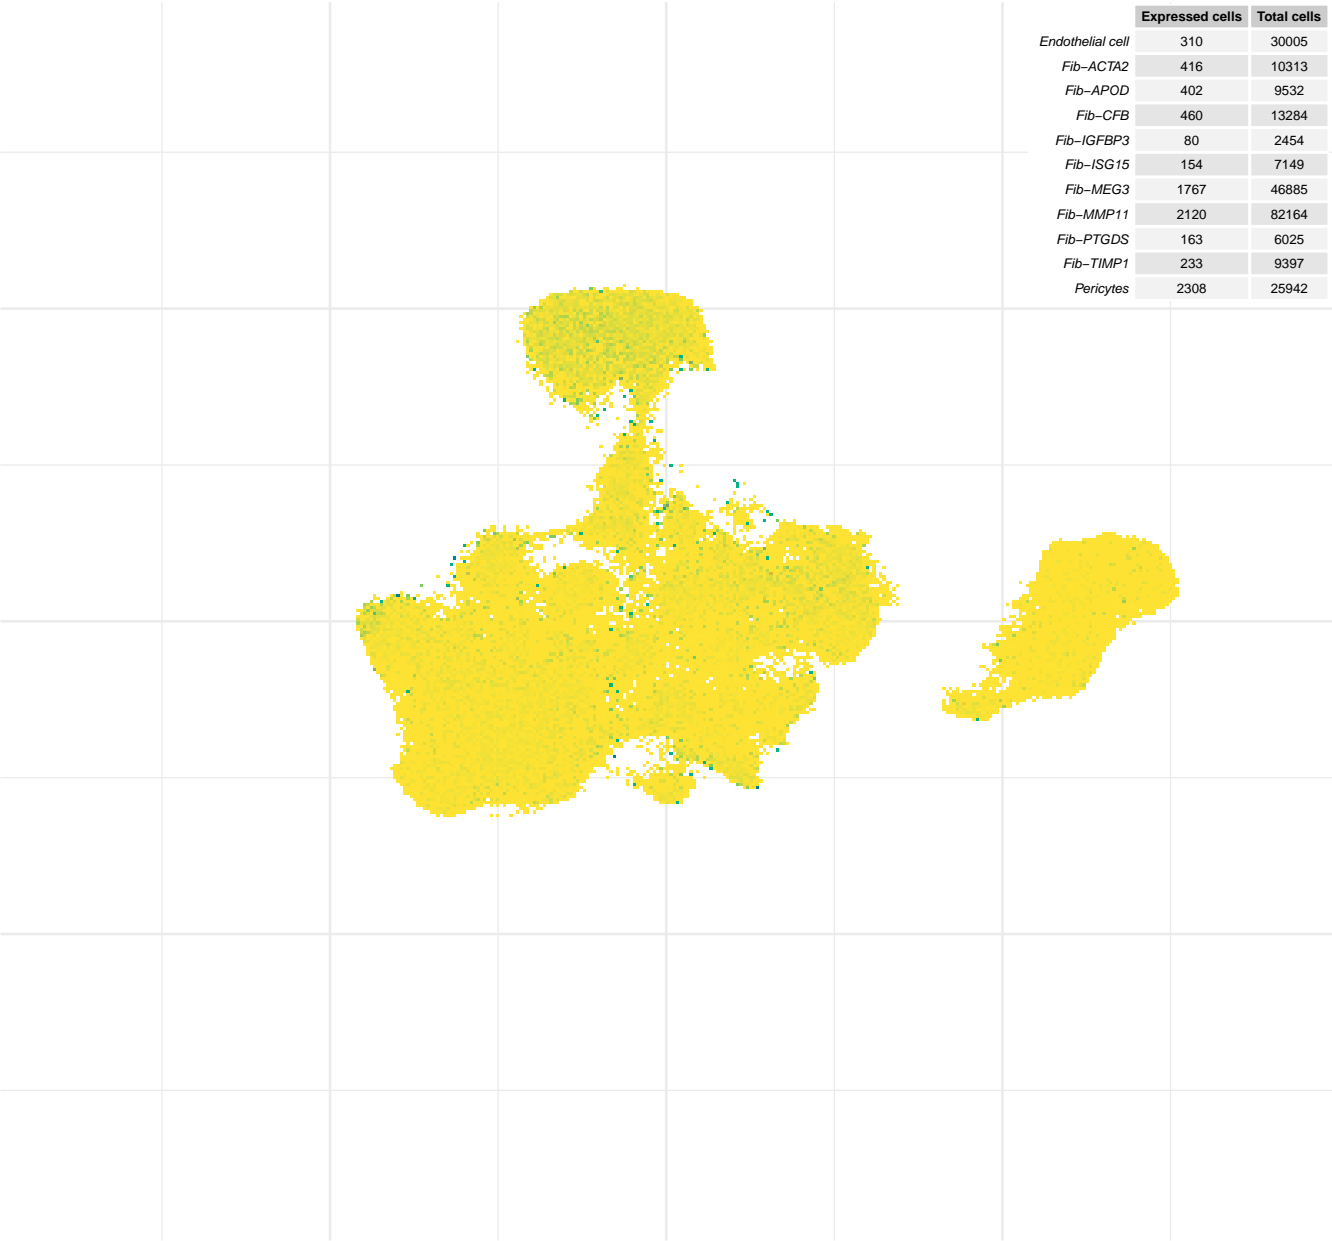 Expressed cells Total cells
Endothelial cell 310 30005
Fib−ACTA2 416 10313
Fib−APOD 402 9532
Fib−CFB 460 13284
Fib−IGFBP3 80 2454
Fib−ISG15 154 7149
Fib−MEG3 1767 46885
Fib−MMP11 2120 82164
Fib−PTGDS 163 6025
Fib−TIMP1 233 9397
Pericytes 2308 25942